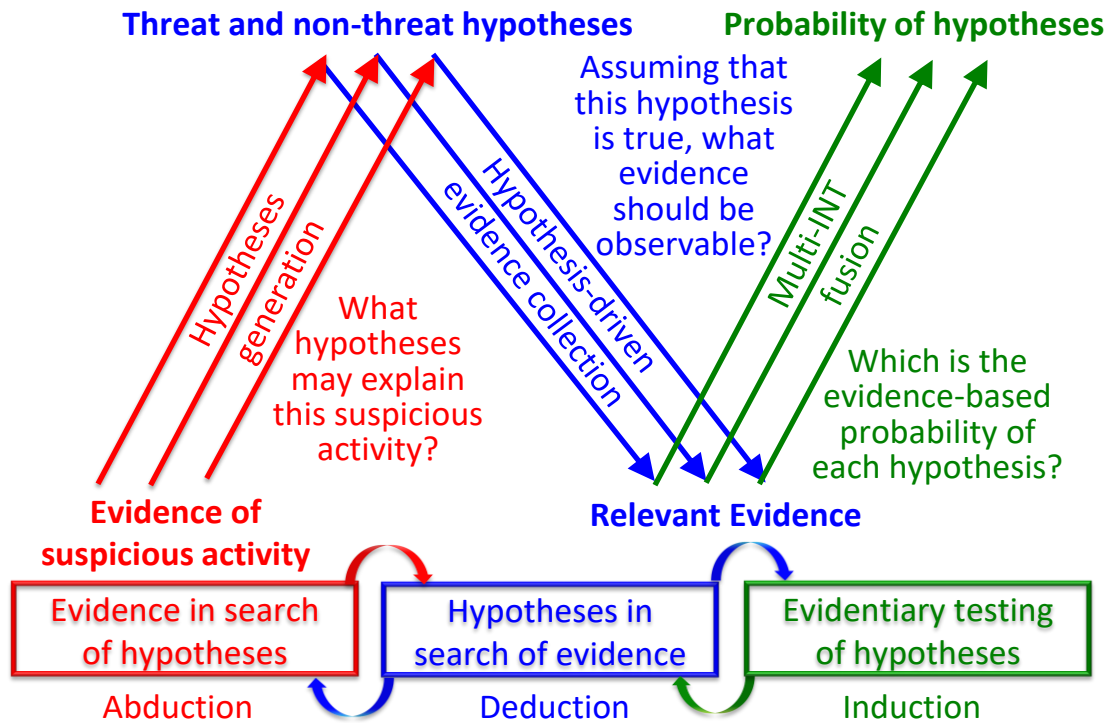 Threat and non-threat hypotheses
Probability of hypotheses
Assuming that
this hypothesis
is true, what
evidence
should be
observable?
Hypotheses
generation
What
hypotheses
may explain
this suspicious
activity?
Hypothesis-driven
evidence collection
Multi-INT
fusion
Which is the
evidence-based
probability of
each hypothesis?
Evidence of
suspicious activity
Relevant Evidence
Evidence in search
of hypotheses
Hypotheses in
search of evidence
Evidentiary testing
of hypotheses
Abduction
Deduction
Induction